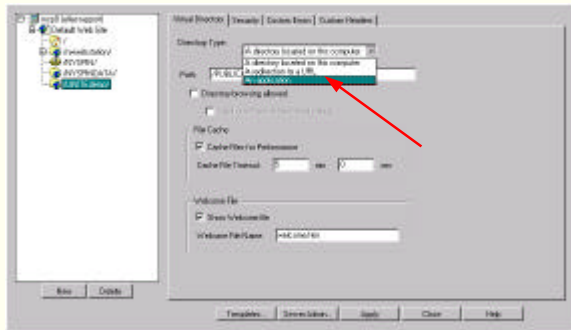 Default Web Site
/
Virtual Directory
Security
Custom Errors
Custom Headers
Directory Type:
A directory located on this computer
A directory located on this computer
A redirection to a URL
An application
Path:
Directory browsing allowed
File Cache
Cache files for Performance
Cache File Timeout:
min
sec
Welcome File
Show Welcome file
Welcome File Name:
welcome.htm
New
Delete
Templates...
Server Admin...
Apply
Close
Help